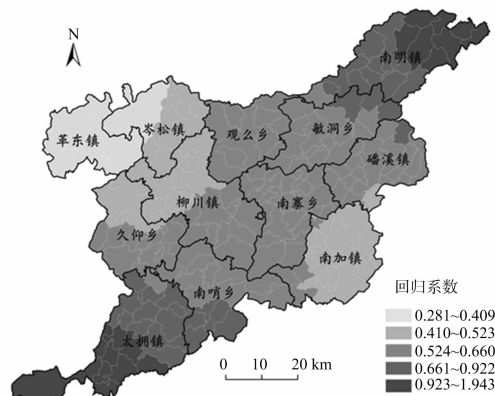 N
南明镇
革东镇
岑松镇
观么乡
敏洞乡
磻溪镇
柳川镇
南寨乡
久仰乡
南加镇
南哨乡
太拥镇
0 10 20 km
回归系数
0.281~0.409
0.410~0.523
0.524~0.660
0.661~0.922
0.923~1.943